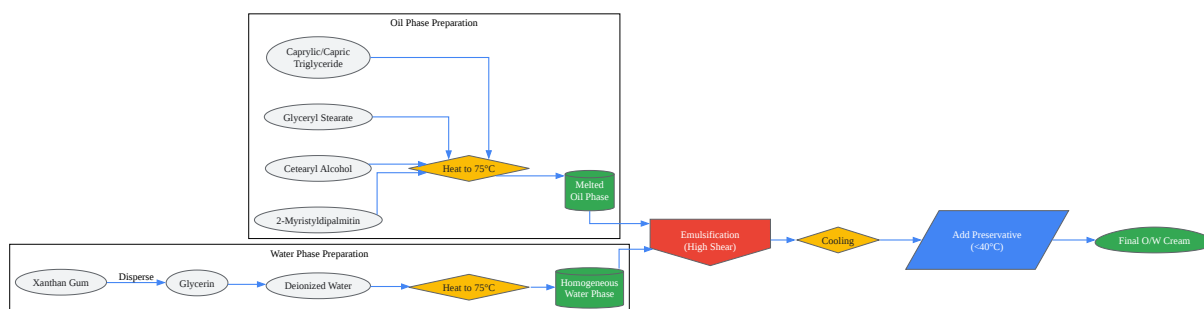 Oil Phase Preparation
Caprylic/Capric
Triglyceride
Glyceryl Stearate
Cetearyl Alcohol
Heat to 75°C
2-Myristyldipalmitin
Melted
Oil Phase
Emulsification
(High Shear)
Cooling
Add Preservative
(<40°C)
Final O/W Cream
Water Phase Preparation
Xanthan Gum
Disperse
Glycerin
Deionized Water
Heat to 75°C
Homogeneous
Water Phase